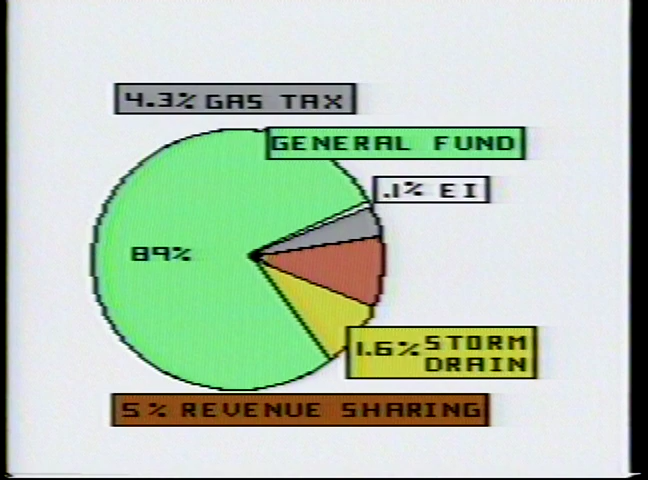 4.3% GAS TAX
GENERAL FUND
.1% EI
89%
1.6% STORM
DRAIN
5% REVENUE SHARING